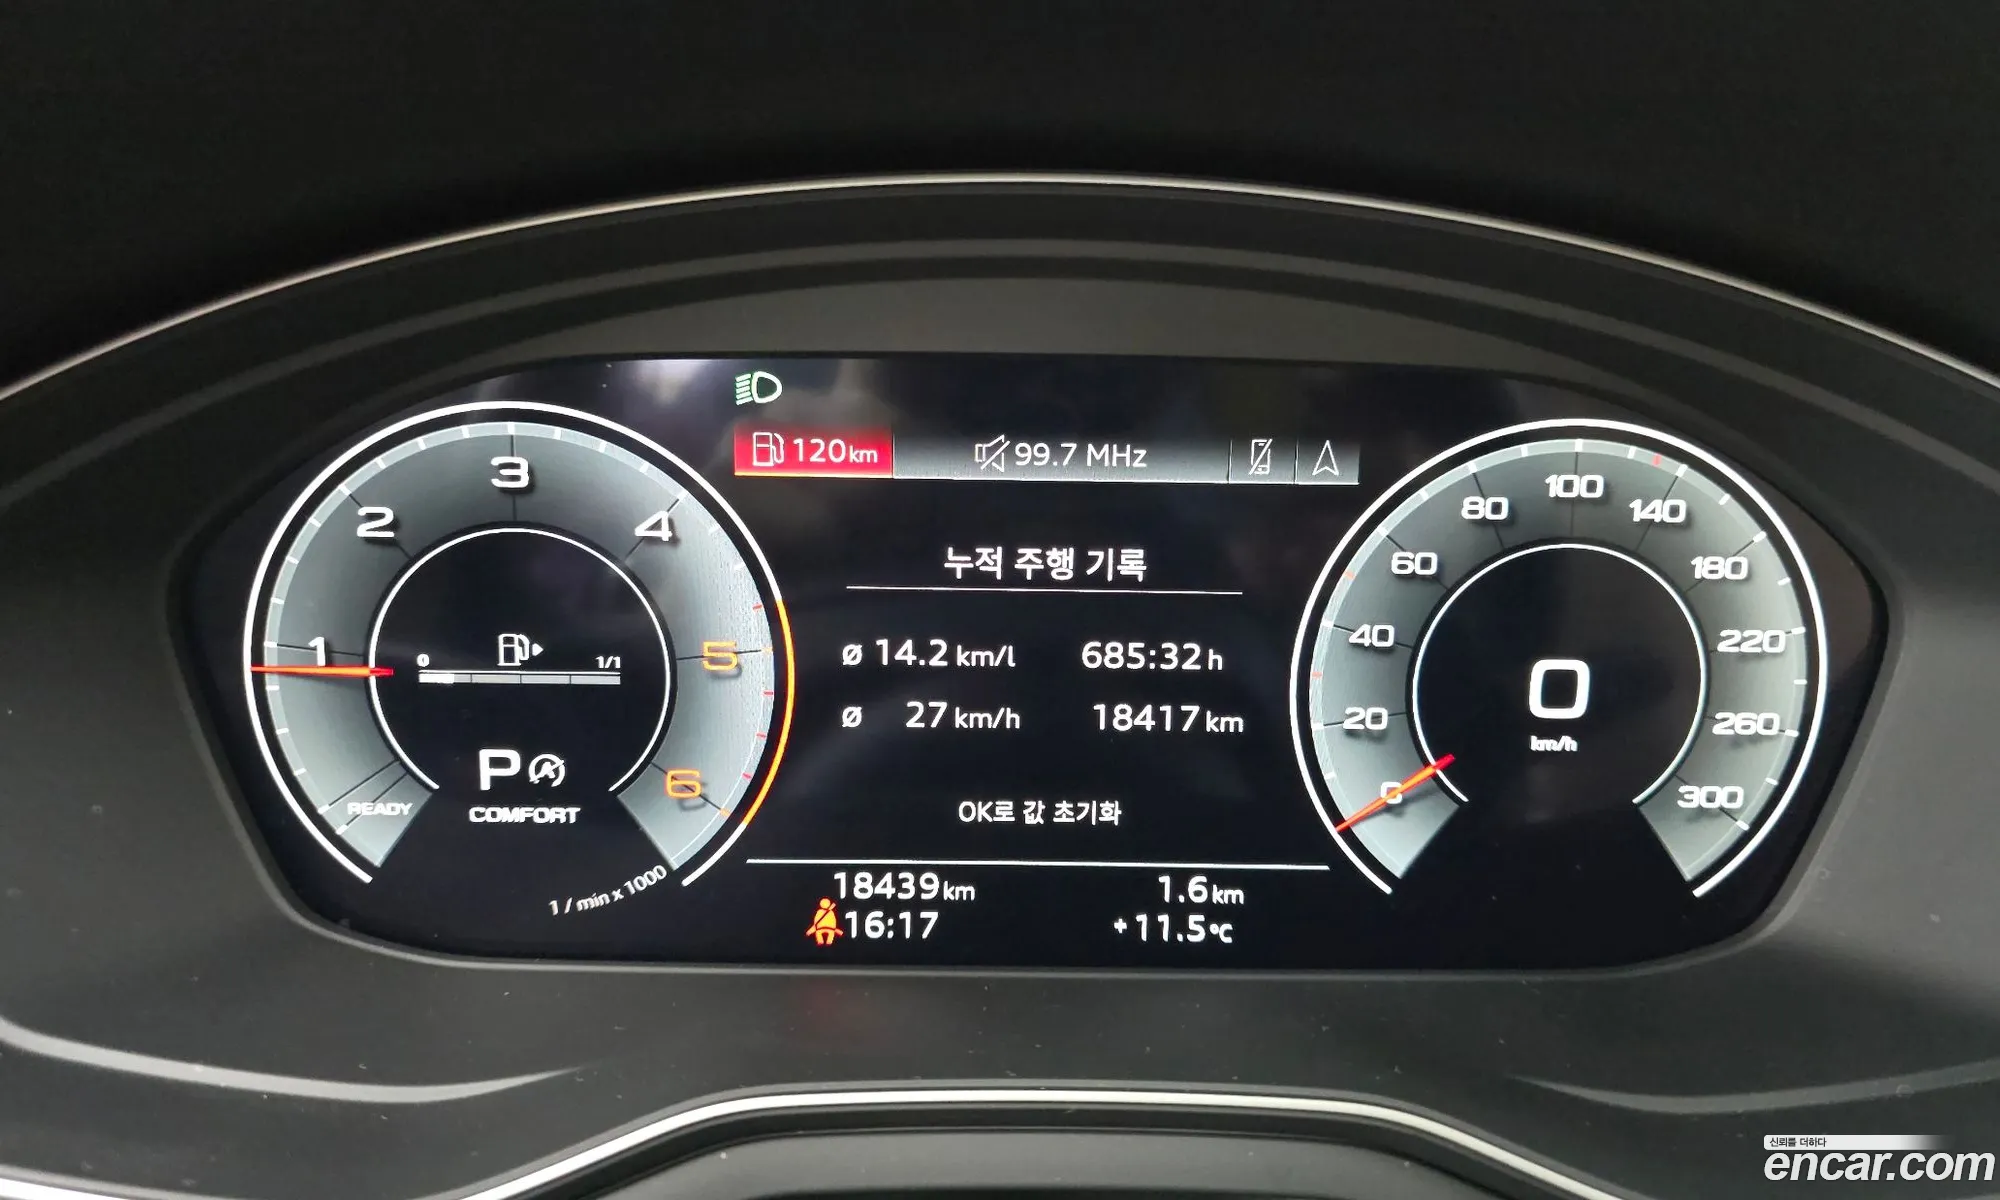 120km
99.7 MHz
1
2
3
4
5
6
READY
0
1/1
P
COMFORT
1 / min x 1000
누적 주행 기록
ø 14.2 km/l
685:32 h
ø 27 km/h
18417 km
OK로 값 초기화
18439 km
1.6 km
16:17
+11.5°C
0
20
40
60
80
100
140
180
220
260
300
0
km/h
신뢰를 더하다
encar.com